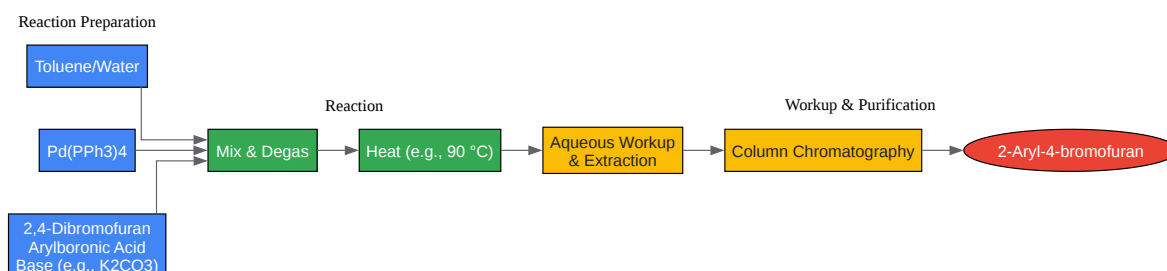 Reaction Preparation
Toluene/Water
Reaction
Workup & Purification
Pd(PPh3)4
Mix & Degas
Heat (e.g., 90 °C)
Aqueous Workup
& Extraction
Column Chromatography
2-Aryl-4-bromofuran
2,4-Dibromofuran
Arylboronic Acid
Base (e.g., K2CO3)